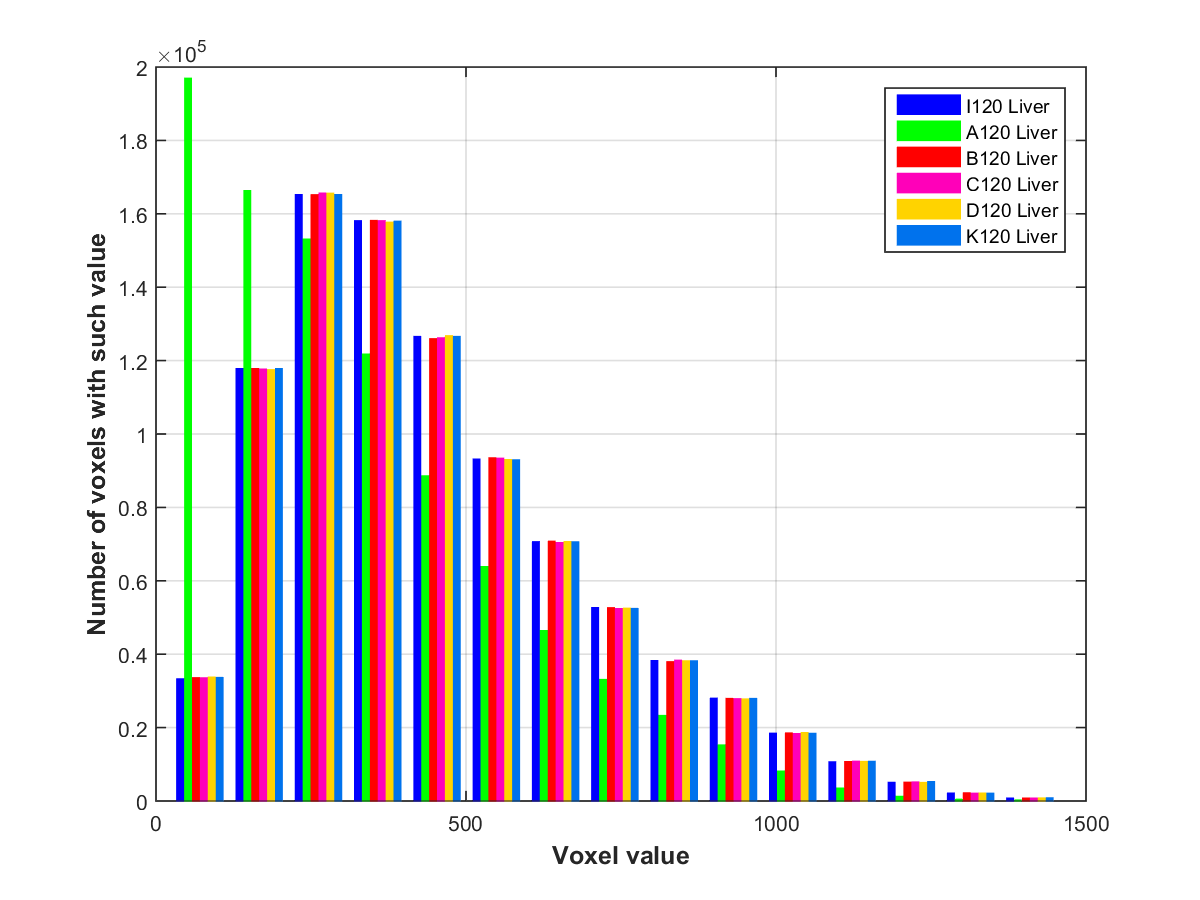 ×10⁵
2
1.8
1.6
1.4
1.2
1
0.8
0.6
0.4
0.2
0
0
500
1000
1500
Number of voxels with such value
Voxel value
I120 Liver
A120 Liver
B120 Liver
C120 Liver
D120 Liver
K120 Liver